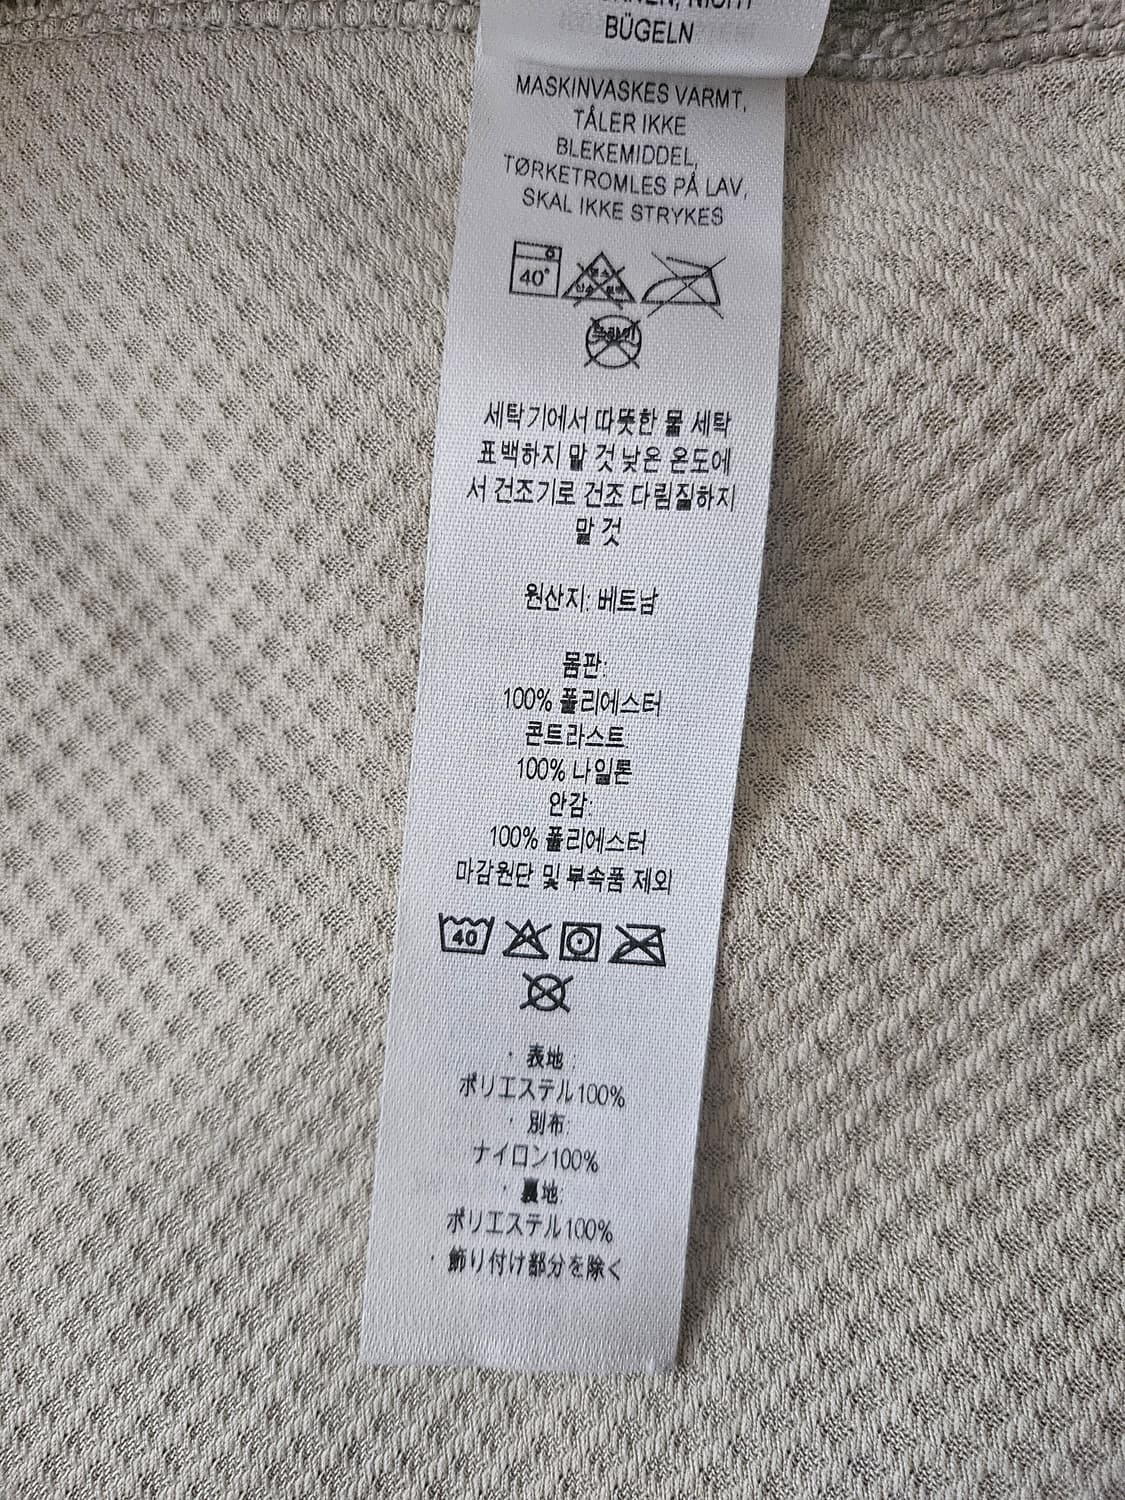 NICHT
BÜGELN
MASKINVASKES VARMT,
TÅLER IKKE
BLEKEMIDDEL,
TØRKETROMLES PÅ LAV,
SKAL IKKE STRYKES
40°
세탁기에서 따뜻한 물 세탁
표백하지 말 것 낮은 온도에
서 건조기로 건조 다림질하지
말 것
원산지: 베트남
몸판:
100% 폴리에스터
콘트라스트:
100% 나일론
안감:
100% 폴리에스터
마감원단 및 부속품 제외
40
・表地:
ポリエステル100%
・別布:
ナイロン100%
・裏地:
ポリエステル100%
・飾り付け部分を除く